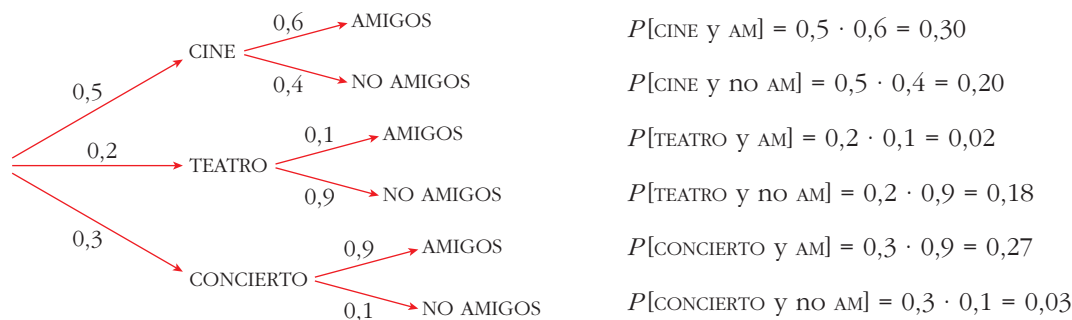 0,6 AMIGOS P[CINE y AM] = 0,5 · 0,6 = 0,30
CINE
0,5 0,4 NO AMIGOS P[CINE y no AM] = 0,5 · 0,4 = 0,20
0,2 0,1 AMIGOS P[TEATRO y AM] = 0,2 · 0,1 = 0,02
TEATRO
0,9 NO AMIGOS P[TEATRO y no AM] = 0,2 · 0,9 = 0,18
0,3 0,9 AMIGOS P[CONCIERTO y AM] = 0,3 · 0,9 = 0,27
CONCIERTO
0,1 NO AMIGOS P[CONCIERTO y no AM] = 0,3 · 0,1 = 0,03